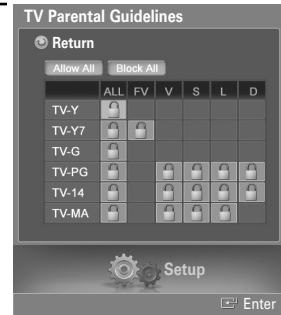 TV Parental Guidelines
Return
Allow All Block All
ALL FV V S L D
TV-Y
TV-Y7
TV-G
TV-PG
TV-14
TV-MA
Setup
Enter